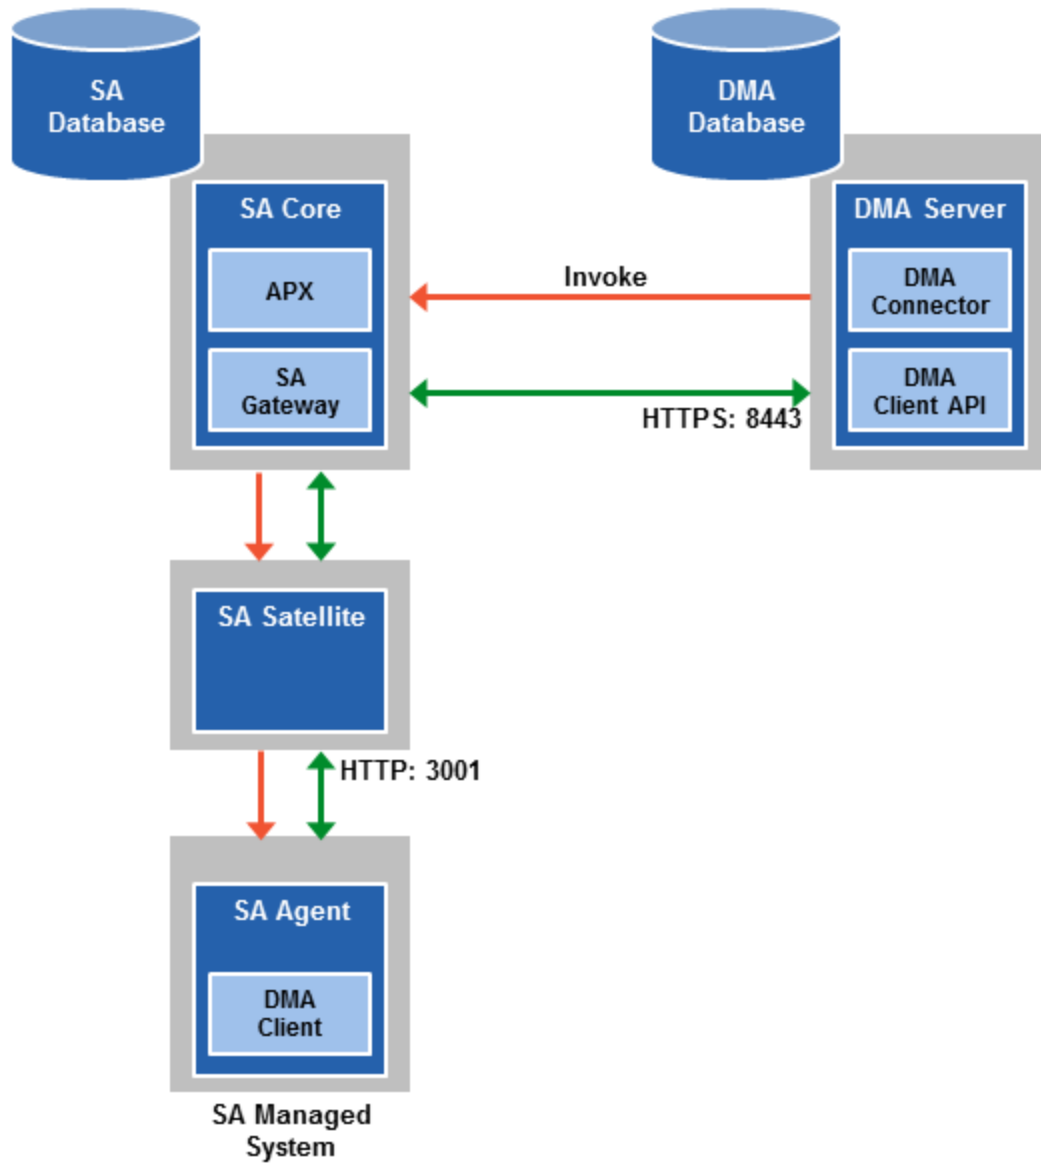 SA
Database
DMA
Database
SA Core
APX
SA
Gateway
Invoke
HTTPS: 8443
DMA Server
DMA
Connector
DMA
Client API
SA Satellite
HTTP: 3001
SA Agent
DMA
Client
SA Managed
System